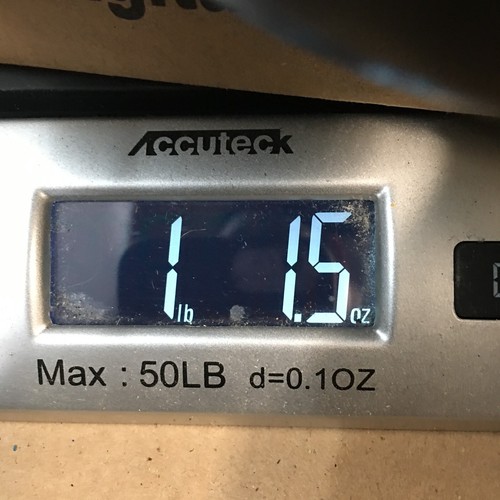 Accuteck
1 lb 1.5 oz
Max : 50LB d=0.1OZ